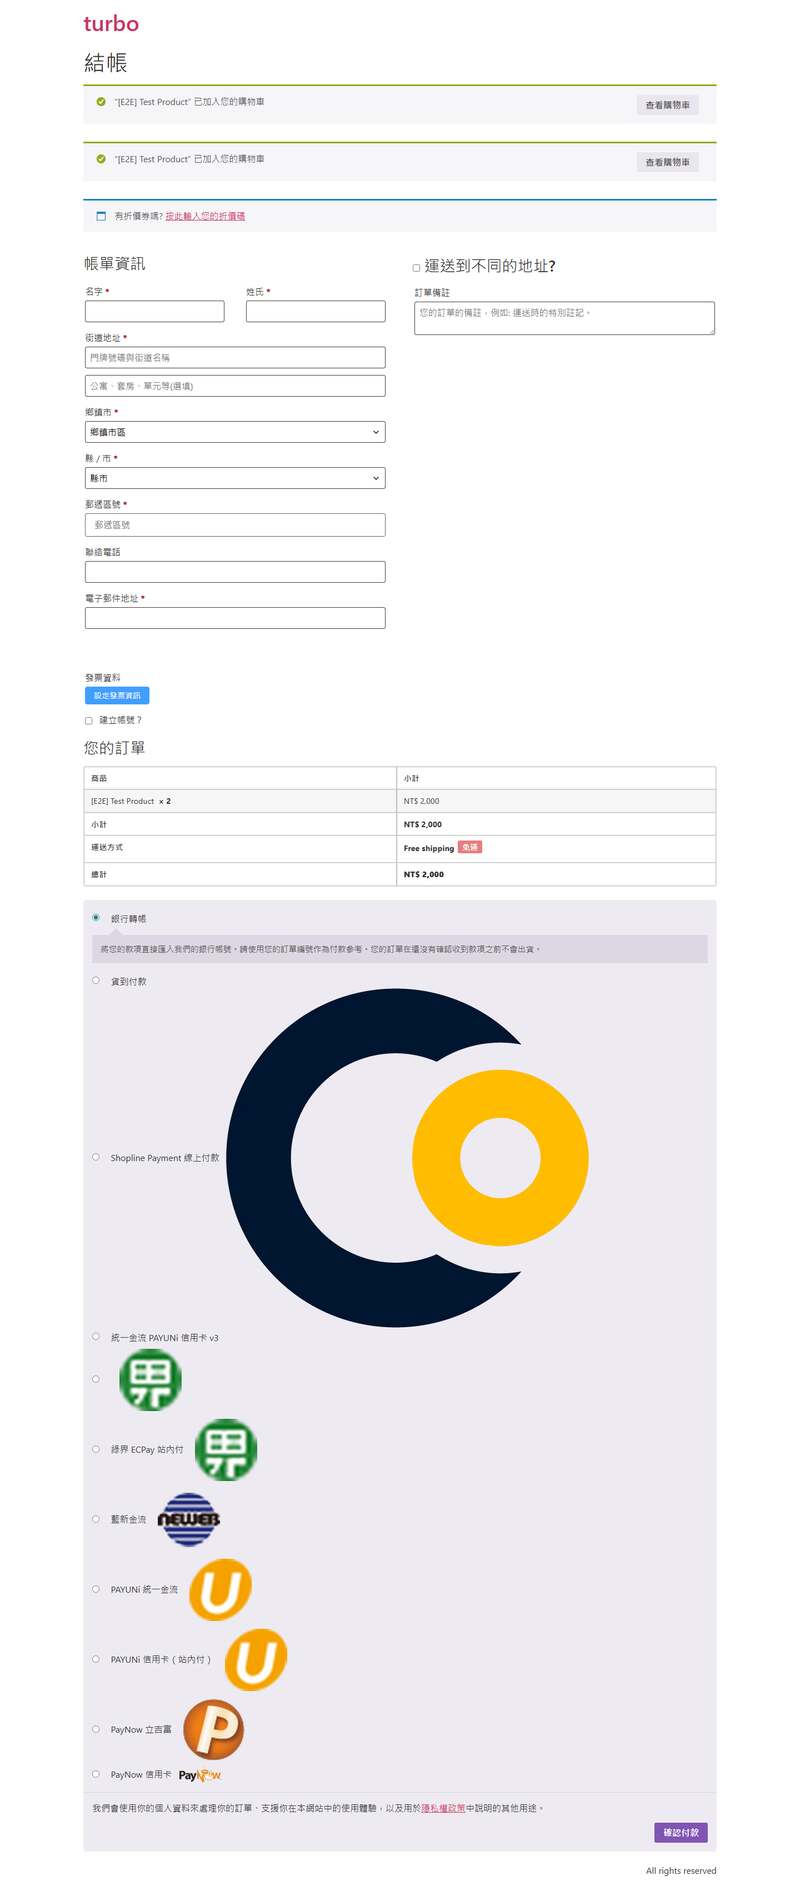 turbo
結帳
“[E2E] Test Product” 已加入您的購物車
查看購物車
“[E2E] Test Product” 已加入您的購物車
查看購物車
有折價券嗎? 按此輸入您的折價碼
帳單資訊
名字 *
姓氏 *
街道地址 *
門牌號碼與街道名稱
公寓、套房、單元等(選填)
鄉鎮市 *
鄉鎮市區
縣 / 市 *
縣市
郵遞區號 *
郵遞區號
聯絡電話
電子郵件地址 *
發票資料
設定發票資訊
建立帳號？
運送到不同的地址?
訂單備註
您的訂單的備註，例如: 運送時的特別註記。
您的訂單
商品 小計
[E2E] Test Product × 2 NT$ 2,000
小計 NT$ 2,000
運送方式 Free shipping 免運
總計 NT$ 2,000
銀行轉帳
將您的款項直接匯入我們的銀行帳號。請使用您的訂單編號作為付款參考。您的訂單在還沒有確認收到款項之前不會出貨。
貨到付款
Shopline Payment 線上付款
統一金流 PAYUNi 信用卡 v3
綠界 ECPay 站內付
藍新金流 NEWEB
PAYUNi 統一金流 U
PAYUNi 信用卡 ( 站內付 ) U
PayNow 立吉富 P
PayNow 信用卡 PayNow
我們會使用你的個人資料來處理你的訂單、支援你在本網站中的使用體驗，以及用於隱私權政策中說明的其他用途。
確認付款
All rights reserved